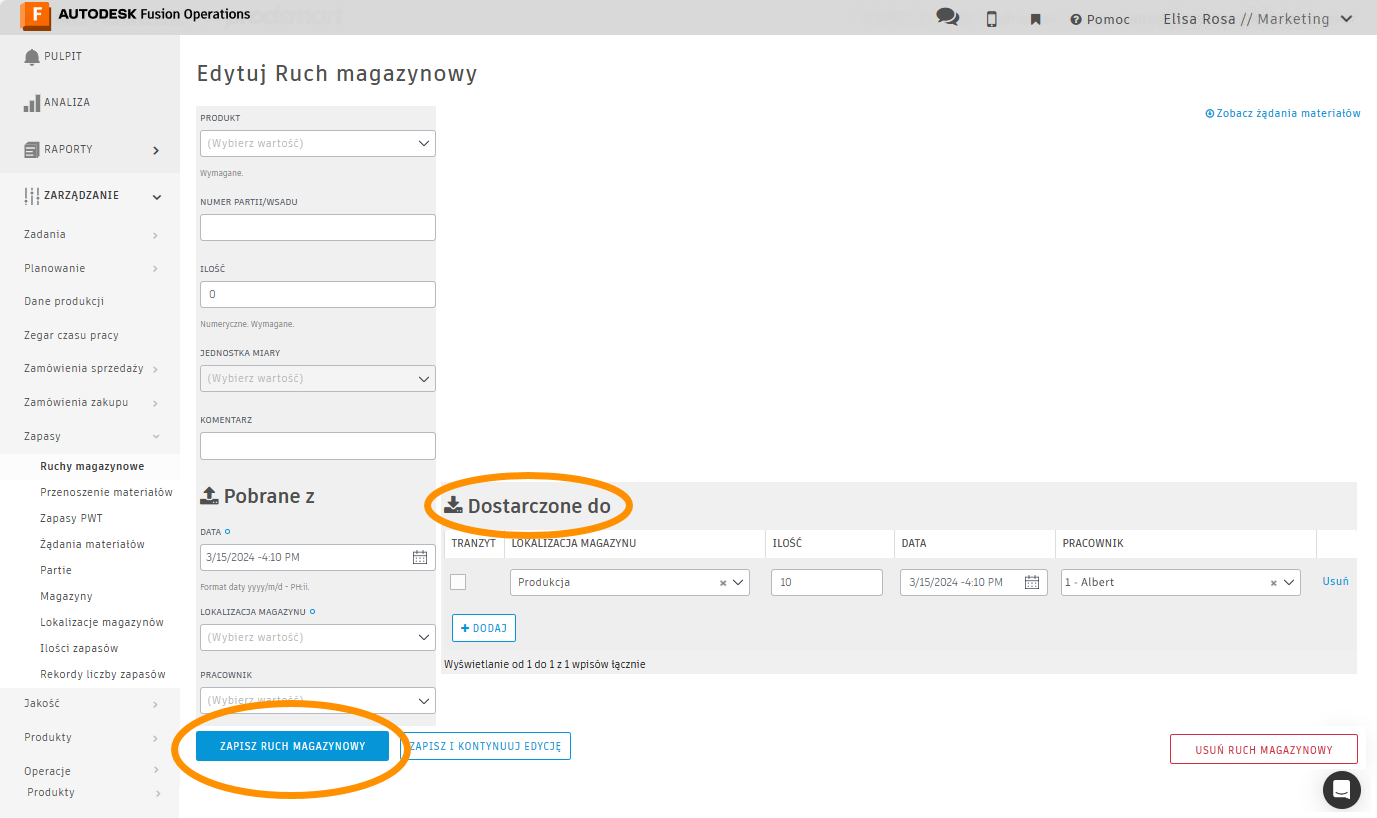 AUTODESK Fusion Operations
Pomoc
Elisa Rosa // Marketing
PULPIT
ANALIZA
RAPORTY
ZARZĄDZANIE
Zadania
Planowanie
Dane produkcji
Zegar czasu pracy
Zamówienia sprzedaży
Zamówienia zakupu
Zapasy
Ruchy magazynowe
Przenoszenie materiałów
Zapasy PWT
Żądania materiałów
Partie
Magazyny
Lokalizacje magazynów
Ilości zapasów
Rekordy liczby zapasów
Jakość
Produkty
Operacje
Produkty
Edytuj Ruch magazynowy
Zobacz żądania materiałów
PRODUKT
(Wybierz wartość)
Wymagane.
NUMER PARTII/WSADU
ILOŚĆ
0
Numeryczne. Wymagane.
JEDNOSTKA MIARY
(Wybierz wartość)
KOMENTARZ
Pobrane z
DATA
3/15/2024 -4:10 PM
Format daty yyyy/m/d - PH:ii.
LOKALIZACJA MAGAZYNU
(Wybierz wartość)
PRACOWNIK
(Wybierz wartość)
Dostarczone do
TRANZYT LOKALIZACJA MAGAZYNU ILOŚĆ DATA PRACOWNIK
Produkcja 10 3/15/2024 -4:10 PM 1 - Albert Usuń
+ DODAJ
Wyświetlanie od 1 do 1 z 1 wpisów łącznie
ZAPISZ RUCH MAGAZYNOWY
ZAPISZ I KONTYNUUJ EDYCJĘ
USUŃ RUCH MAGAZYNOWY